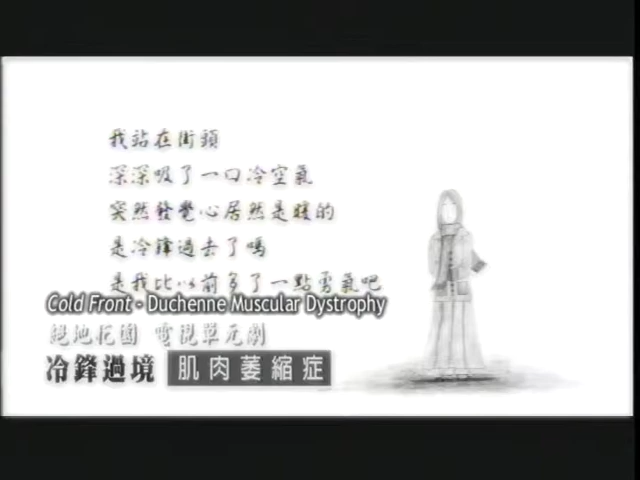 我站在街頭
深深吸了一口冷空氣
突然發覺心居然是暖的
是冷鋒過去了嗎
是我比以前多了一點勇氣吧
Cold Front - Duchenne Muscular Dystrophy
絕地花園 電視單元劇
冷鋒過境 肌肉萎縮症